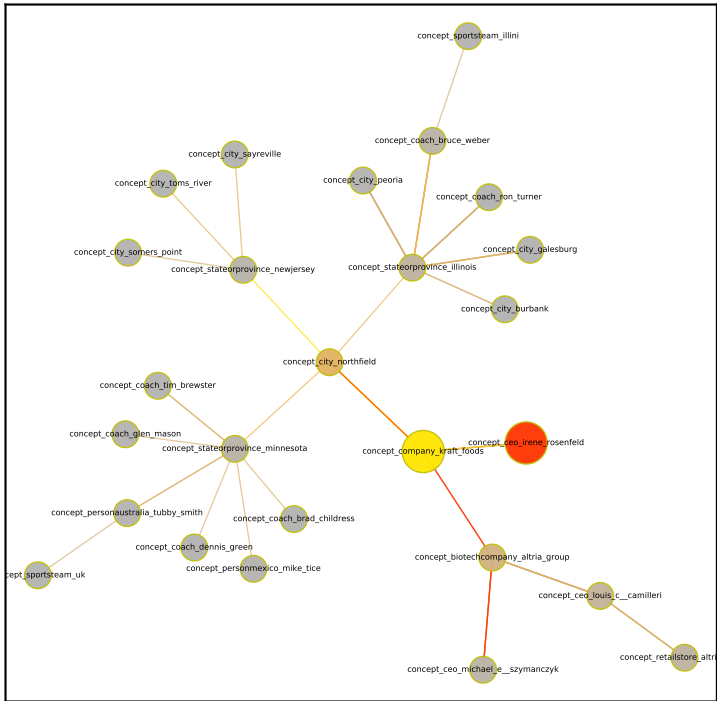 concept_sportsteam_illini
concept_coach_bruce_weber
concept_city_sayreville
concept_city_peoria
concept_city_toms_river
concept_coach_ron_turner
concept_city_somers_point
concept_city_galesburg
concept_stateorprovince_newjersey
concept_stateorprovince_illinois
concept_city_burbank
concept_city_northfield
concept_coach_tim_brewster
concept_coach_glen_mason
concept_ceo_irene_rosenfeld
concept_stateorprovince_minnesota
concept_company_kraft_foods
concept_personaustralia_tubby_smith
concept_coach_brad_childress
concept_coach_dennis_green
concept_biotechcompany_altria_group
concept_personmexico_mike_tice
cept_sportsteam_uk
concept_ceo_louis_c__camilleri
concept_retailstore_altri
concept_ceo_michael_e__szymanczyk